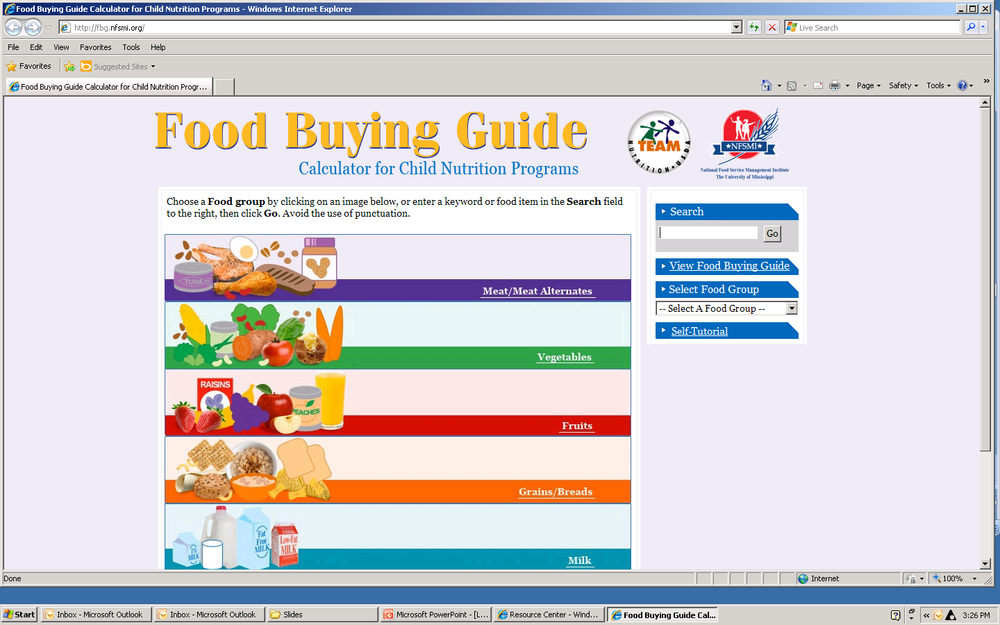 Food Buying Guide Calculator for Child Nutrition Programs - Windows Internet Explorer
http://fbg.nfsmi.org/
Live Search
File Edit View Favorites Tools Help
Favorites Suggested Sites
Food Buying Guide Calculator for Child Nutrition Progr...
Page Safety Tools
Food Buying Guide
Calculator for Child Nutrition Programs
TEAM
NUTRITION · USDA
NFSMI
National Food Service Management Institute
The University of Mississippi
Choose a Food group by clicking on an image below, or enter a keyword or food item in the Search field
to the right, then click Go. Avoid the use of punctuation.
Search
Go
View Food Buying Guide
Select Food Group
-- Select A Food Group --
Self-Tutorial
TUNA
Meat/Meat Alternates
Vegetables
RAISINS
PEACHES
Fruits
Grains/Breads
1%
MILK
Fat
Free
MILK
Milk
Low-Fat
MILK
Milk
Done
Internet
100%
Start
Inbox - Microsoft Outlook
Inbox - Microsoft Outlook
Slides
Microsoft PowerPoint - [L...
Resource Center - Wind...
Food Buying Guide Cal...
3:26 PM